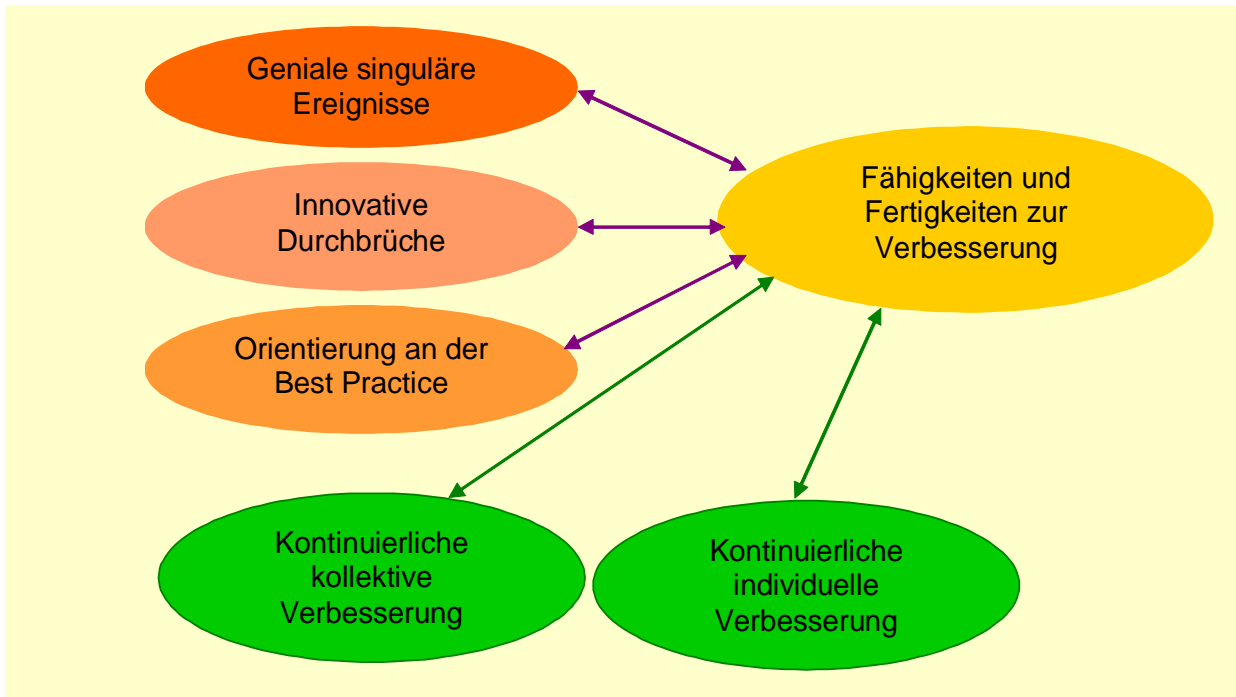 Geniale singuläre
Ereignisse
Innovative
Durchbrüche
Orientierung an der
Best Practice
Fähigkeiten und
Fertigkeiten zur
Verbesserung
Kontinuierliche
kollektive
Verbesserung
Kontinuierliche
individuelle
Verbesserung